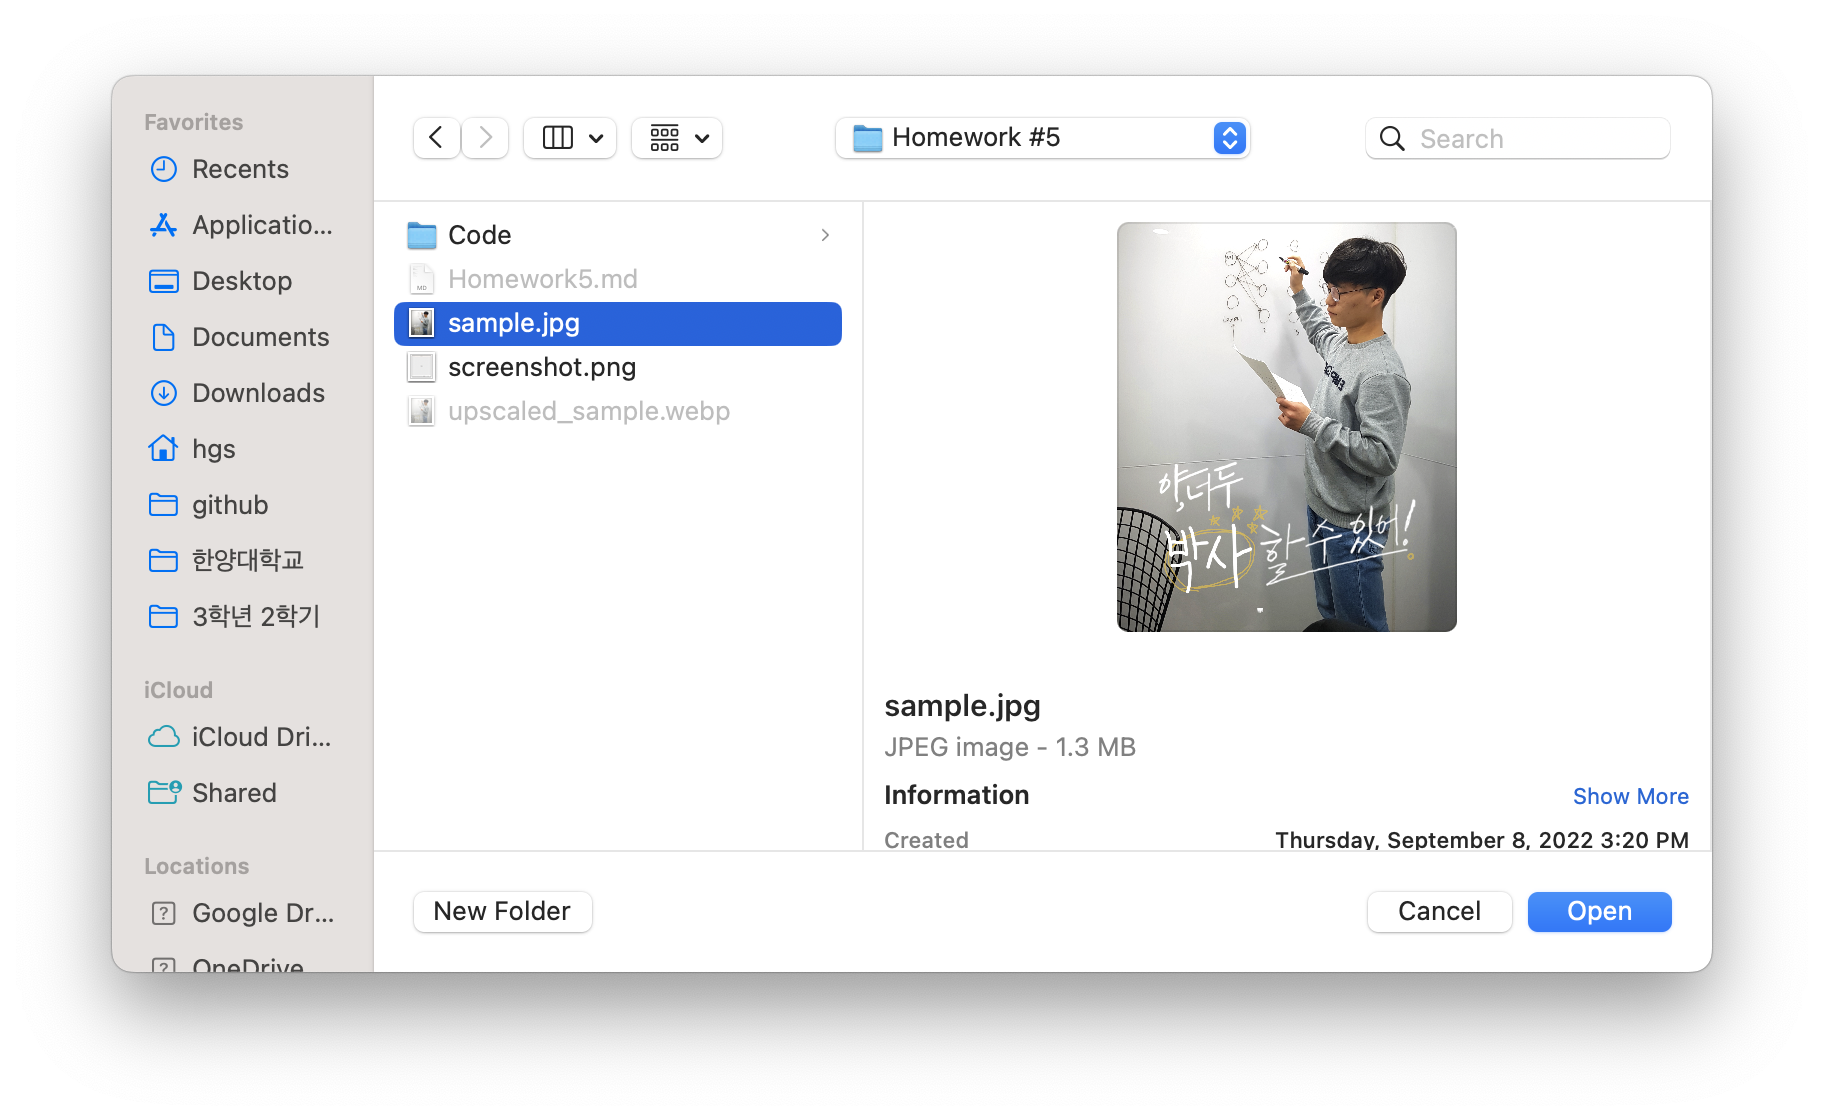 Favorites
Recents
Applicatio...
Desktop
Documents
Downloads
hgs
github
한양대학교
3학년 2학기
iCloud
iCloud Dri...
Shared
Locations
Google Dr...
OneDrive
Homework #5
Search
Code
Homework5.md
sample.jpg
screenshot.png
upscaled_sample.webp
야, 너두
박사 할 수 있어!
sample.jpg
JPEG image - 1.3 MB
Information
Show More
Created
Thursday, September 8, 2022 3:20 PM
New Folder
Cancel
Open